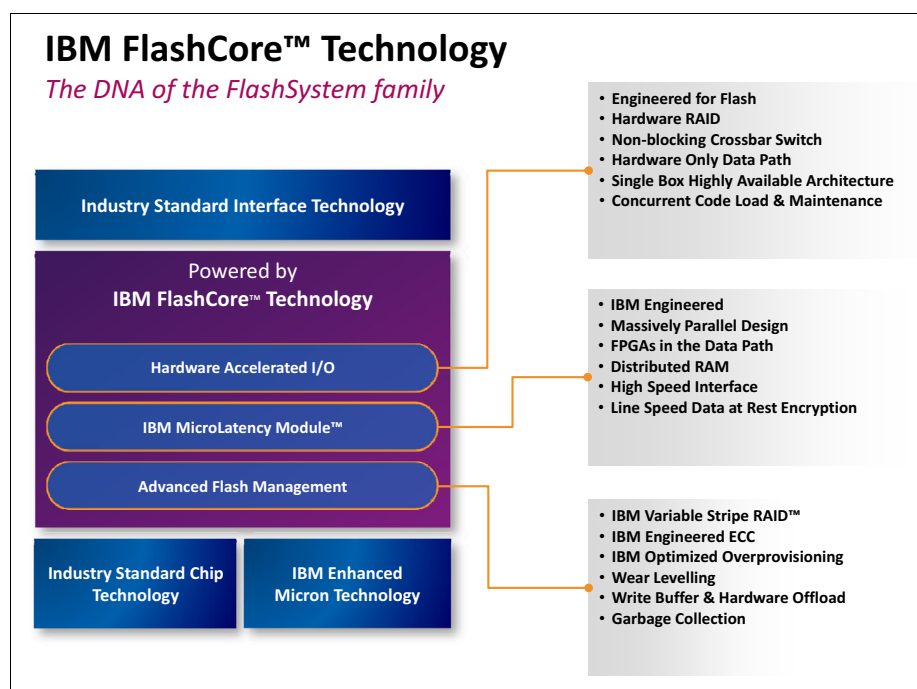 IBM FlashCore™ Technology
The DNA of the FlashSystem family
Industry Standard Interface Technology
Powered by
IBM FlashCore™ Technology
Hardware Accelerated I/O
IBM MicroLatency Module™
Advanced Flash Management
Industry Standard Chip
Technology
IBM Enhanced
Micron Technology
• Engineered for Flash
• Hardware RAID
• Non-blocking Crossbar Switch
• Hardware Only Data Path
• Single Box Highly Available Architecture
• Concurrent Code Load & Maintenance
• IBM Engineered
• Massively Parallel Design
• FPGAs in the Data Path
• Distributed RAM
• High Speed Interface
• Line Speed Data at Rest Encryption
• IBM Variable Stripe RAID™
• IBM Engineered ECC
• IBM Optimized Overprovisioning
• Wear Levelling
• Write Buffer & Hardware Offload
• Garbage Collection